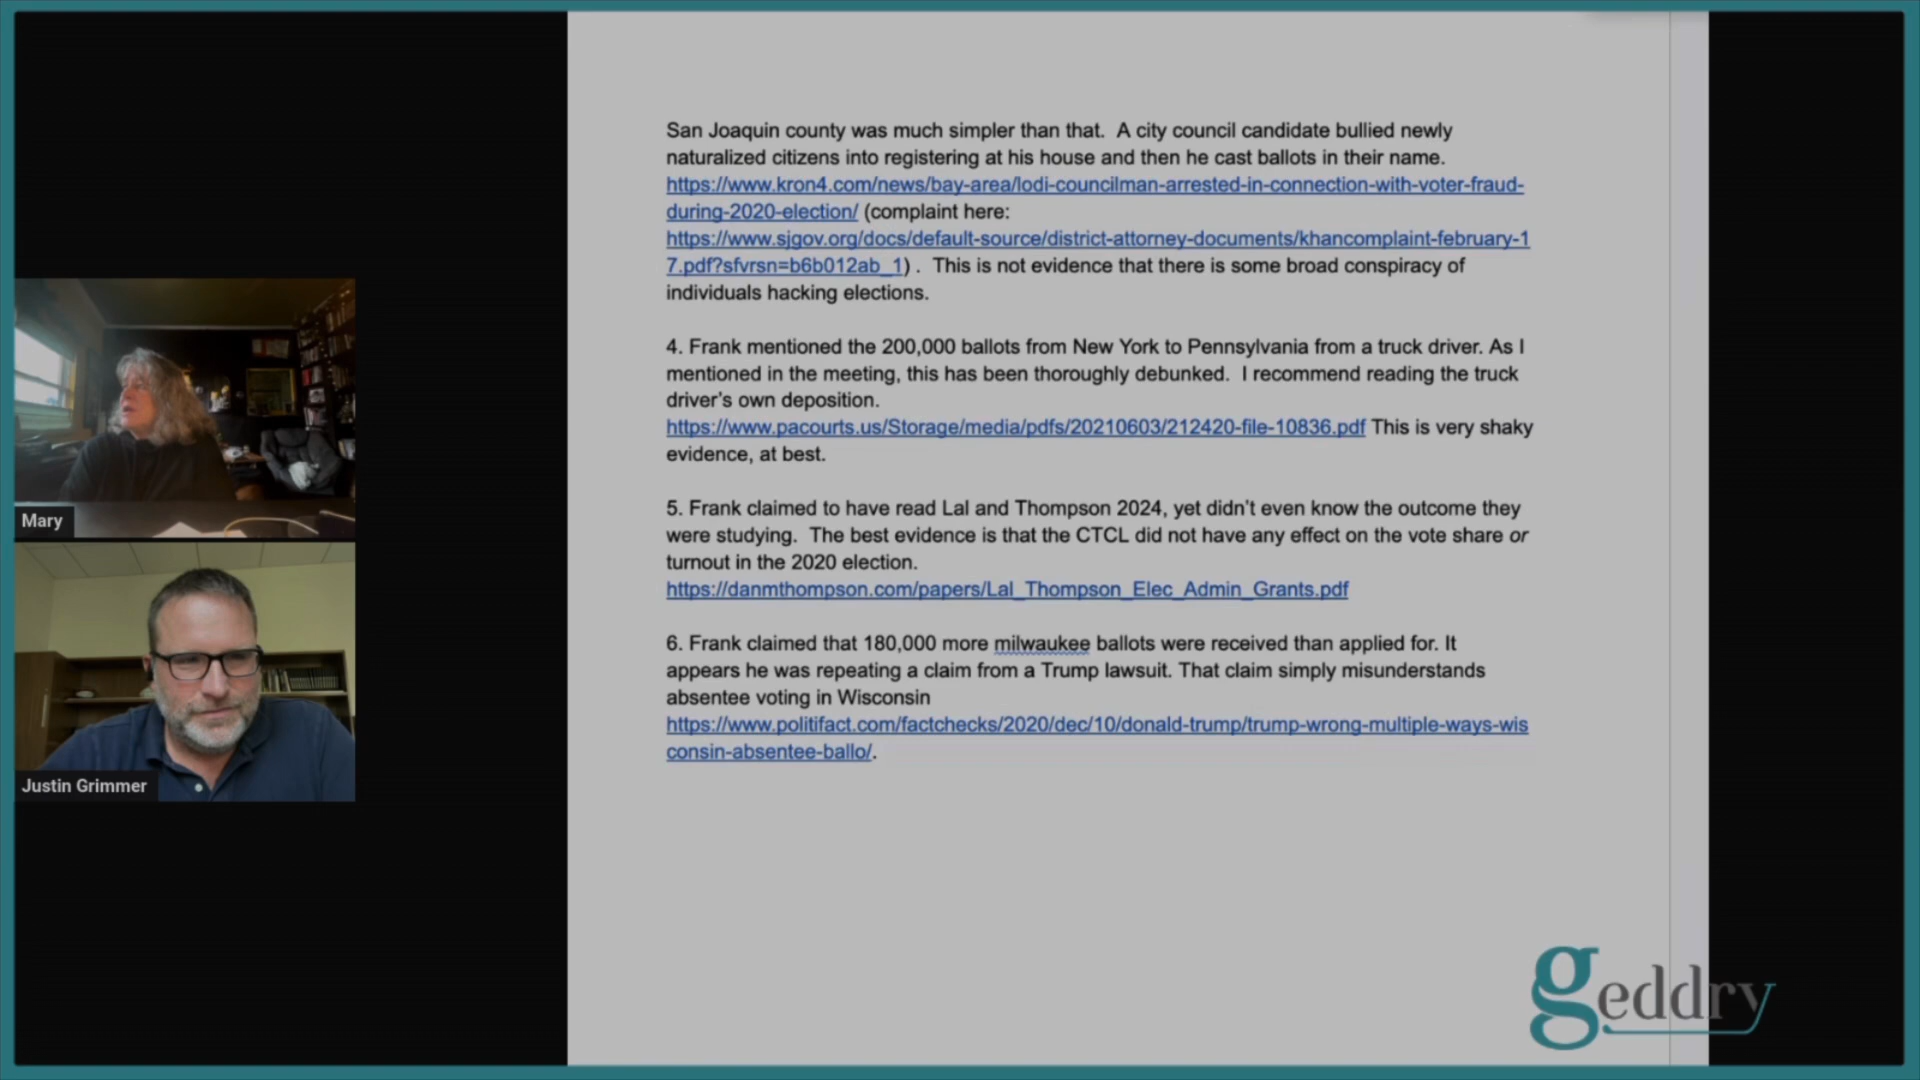 San Joaquin county was much simpler than that.  A city council candidate bullied newly
naturalized citizens into registering at his house and then he cast ballots in their name.
https://www.kron4.com/news/bay-area/lodi-councilman-arrested-in-connection-with-voter-fraud-
during-2020-election/ (complaint here:
https://www.sjgov.org/docs/default-source/district-attorney-documents/khancomplaint-february-1
7.pdf?sfvrsn=b6b012ab_1) .  This is not evidence that there is some broad conspiracy of
individuals hacking elections.
4. Frank mentioned the 200,000 ballots from New York to Pennsylvania from a truck driver. As I
mentioned in the meeting, this has been thoroughly debunked.  I recommend reading the truck
driver's own deposition.
https://www.pacourts.us/Storage/media/pdfs/20210603/212420-file-10836.pdf This is very shaky
evidence, at best.
5. Frank claimed to have read Lal and Thompson 2024, yet didn't even know the outcome they
were studying.  The best evidence is that the CTCL did not have any effect on the vote share or
turnout in the 2020 election.
https://danmthompson.com/papers/Lal_Thompson_Elec_Admin_Grants.pdf
6. Frank claimed that 180,000 more milwaukee ballots were received than applied for. It
appears he was repeating a claim from a Trump lawsuit. That claim simply misunderstands
absentee voting in Wisconsin
https://www.politifact.com/factchecks/2020/dec/10/donald-trump/trump-wrong-multiple-ways-wis
consin-absentee-ballo/.
Mary
Justin Grimmer
geddry